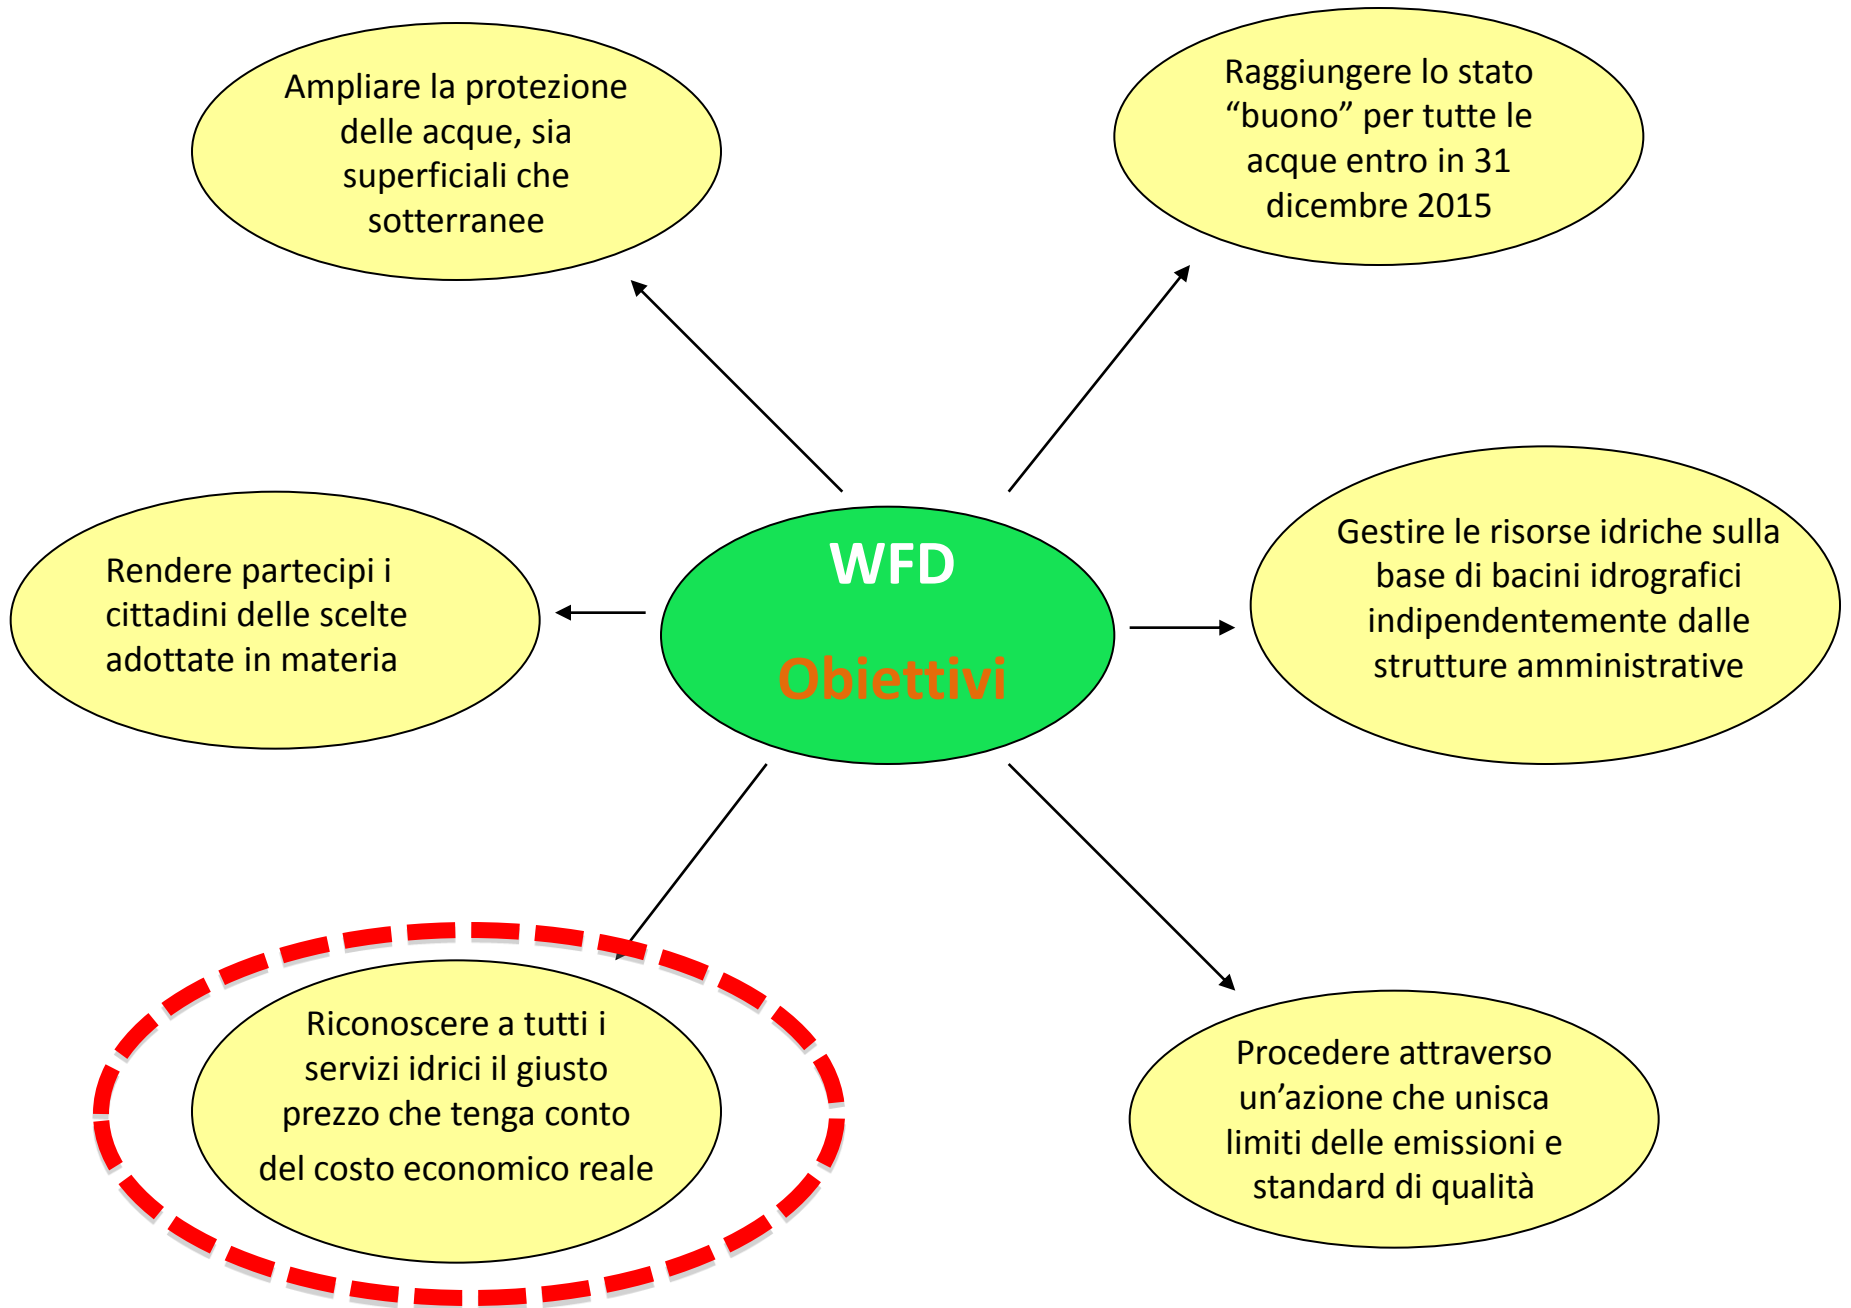 Ampliare la protezione
delle acque, sia
superficiali che
sotterranee
Raggiungere lo stato
“buono” per tutte le
acque entro in 31
dicembre 2015
Rendere partecipi i
cittadini delle scelte
adottate in materia
WFD
Obiettivi
Gestire le risorse idriche sulla
base di bacini idrografici
indipendentemente dalle
strutture amministrative
Riconoscere a tutti i
servizi idrici il giusto
prezzo che tenga conto
del costo economico reale
Procedere attraverso
un’azione che unisca
limiti delle emissioni e
standard di qualità